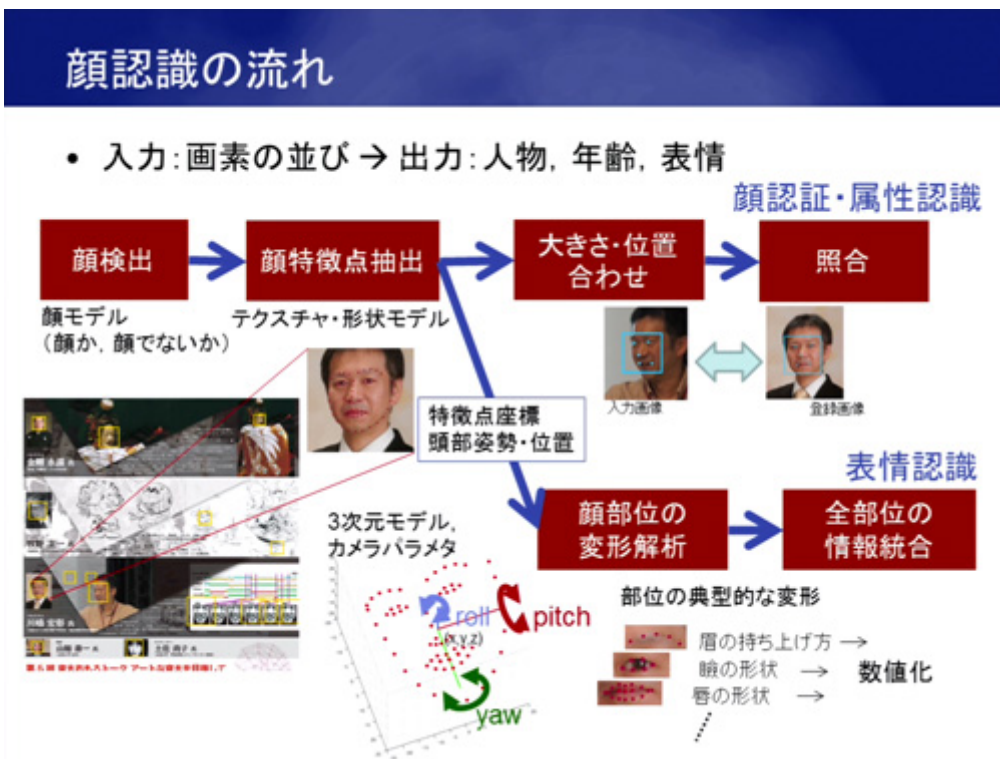 顔認識の流れ
• 入力:画素の並び → 出力:人物, 年齢, 表情
顔認証・属性認識
顔検出
顔特徴点抽出
大きさ・位置
合わせ
照合
顔モデル
(顔か, 顔でないか)
テクスチャ・形状モデル
入力画像
登録画像
特徴点座標
頭部姿勢・位置
表情認識
顔部位の
変形解析
全部位の
情報統合
3次元モデル,
カメラパラメタ
roll
pitch
(x,y,z)
yaw
部位の典型的な変形
眉の持ち上げ方 →
瞼の形状 →
唇の形状 →
数値化